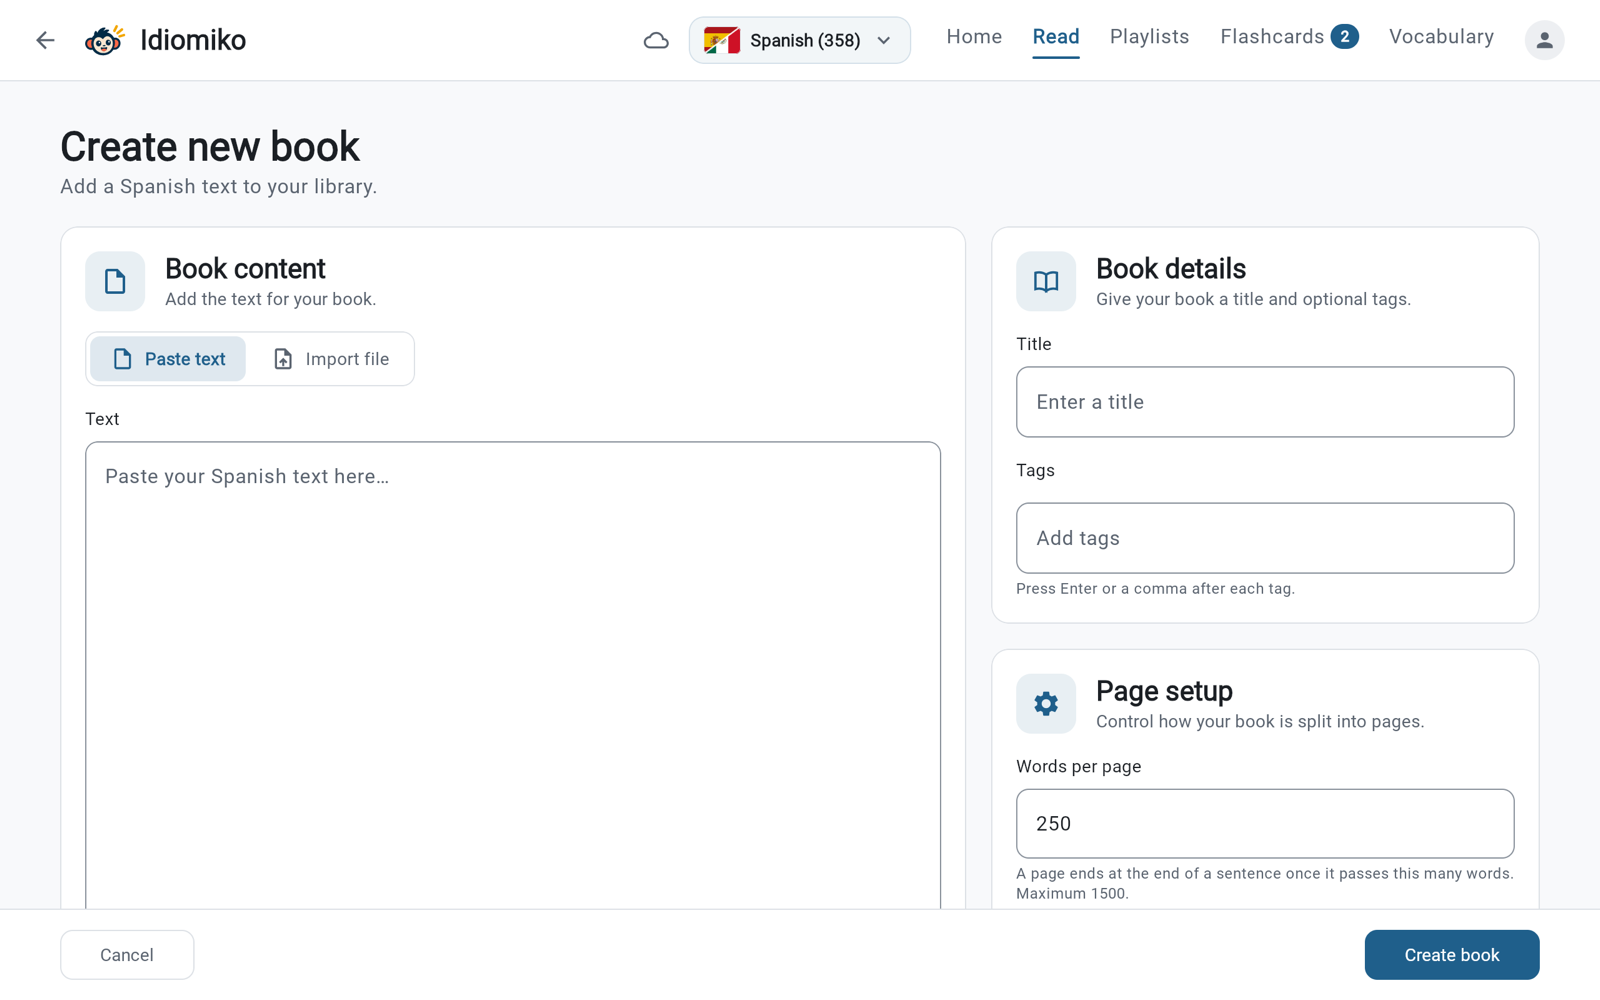 Idiomiko
Spanish (358)
Home
Read
Playlists
Flashcards 2
Vocabulary
Create new book
Add a Spanish text to your library.
Book content
Add the text for your book.
Paste text
Import file
Text
Paste your Spanish text here...
Book details
Give your book a title and optional tags.
Title
Enter a title
Tags
Add tags
Press Enter or a comma after each tag.
Page setup
Control how your book is split into pages.
Words per page
250
A page ends at the end of a sentence once it passes this many words.
Maximum 1500.
Cancel
Create book